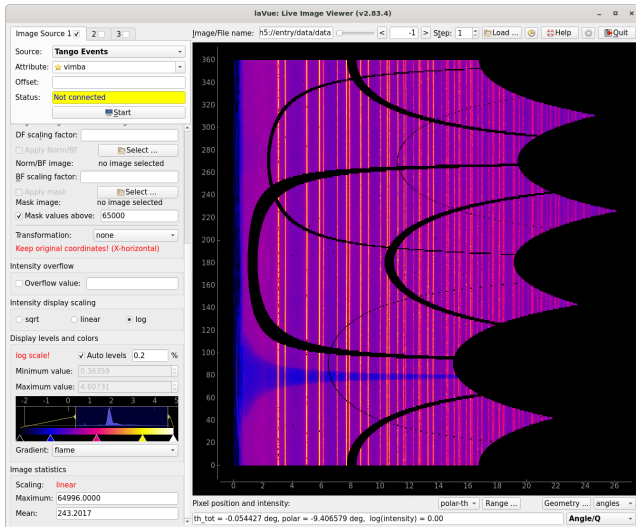 laVue: Live Image Viewer (v2.83.4)
Image Source 1 2 3
Image/File name: h5://entry/data/data < -1 > Step: 1 Load ... Help Quit
Source: Tango Events
Attribute: vimba
Offset:
Status: Not connected
Start
DF scaling factor:
Apply Norm/BF Select ...
Norm/BF image: no image selected
BF scaling factor:
Apply mask Select ...
Mask image: no image selected
Mask values above: 65000
Transformation: none
Keep original coordinates! (X-horizontal)
Intensity overflow
Overflow value:
Intensity display scaling
sqrt linear log
Display levels and colors
log scale! Auto levels 0.2 %
Minimum value: 0.36359
Maximum value: 4.60731
-2 -1 0 1 2 3 4 5
Gradient: flame
Image statistics
Scaling: linear
Maximum: 64996.0000
Mean: 243.2017
360
340
320
300
280
260
240
220
200
180
160
140
120
100
80
60
40
20
0
0 2 4 6 8 10 12 14 16 18 20 22 24 26
Pixel position and intensity: polar-th Range ... Geometry ... angles
th_tot = -0.054427 deg, polar = -9.406579 deg, log(intensity) = 0.00 Angle/Q